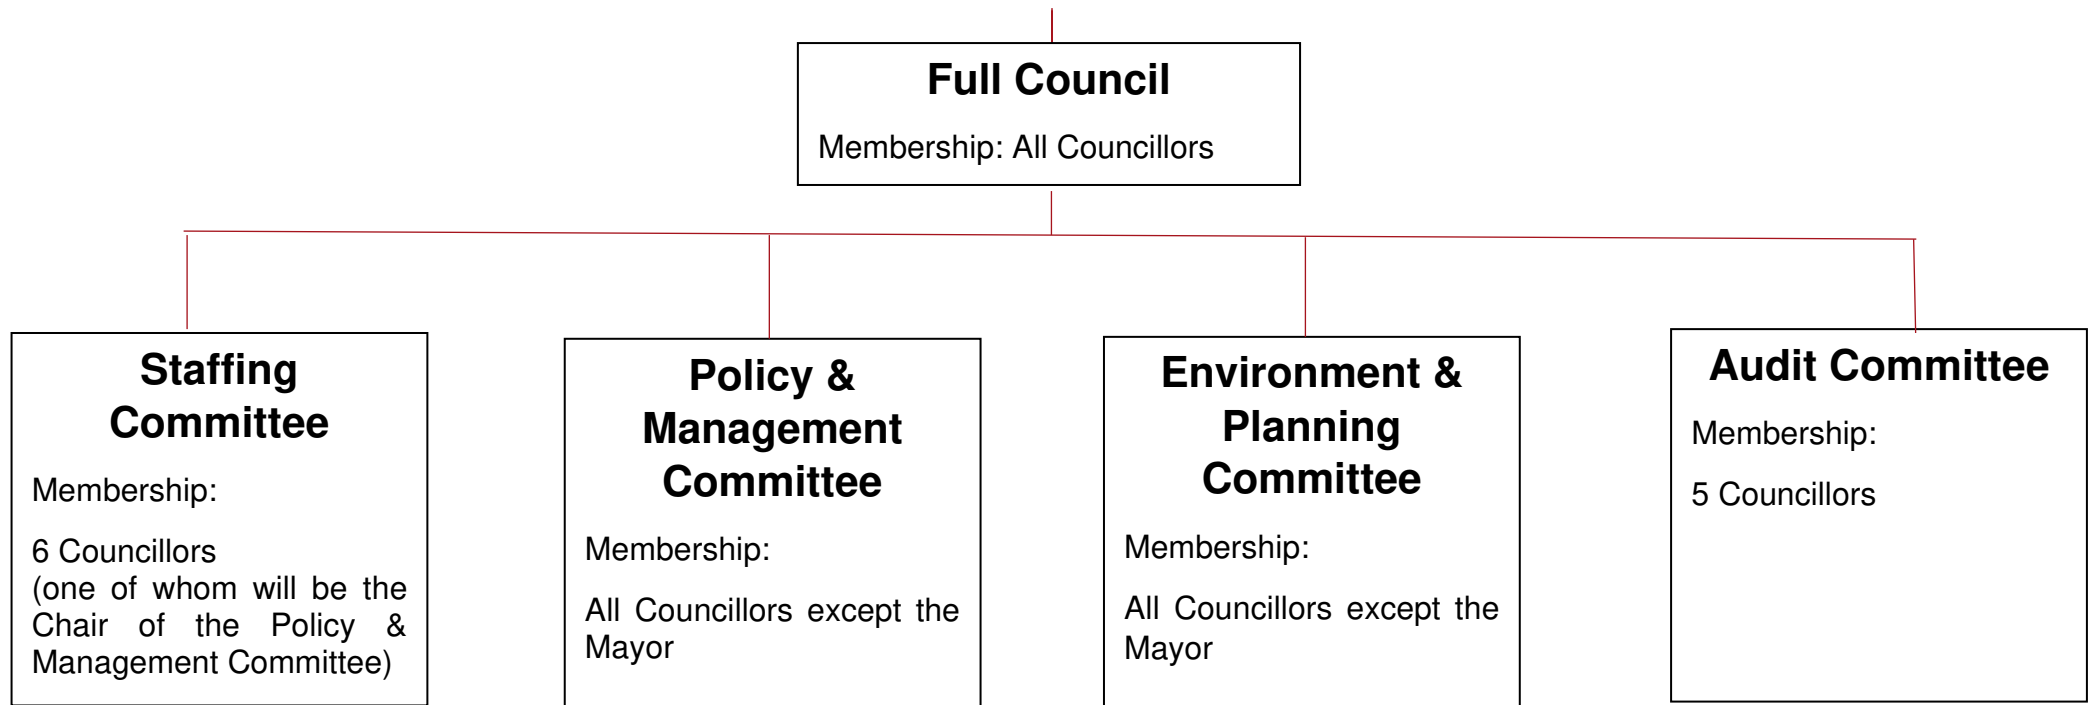 Full Council
Membership: All Councillors
Staffing
Committee
Membership:
6 Councillors
(one of whom will be the
Chair of the Policy &
Management Committee)
Policy &
Management
Committee
Membership:
All Councillors except the
Mayor
Environment &
Planning
Committee
Membership:
All Councillors except the
Mayor
Audit Committee
Membership:
5 Councillors